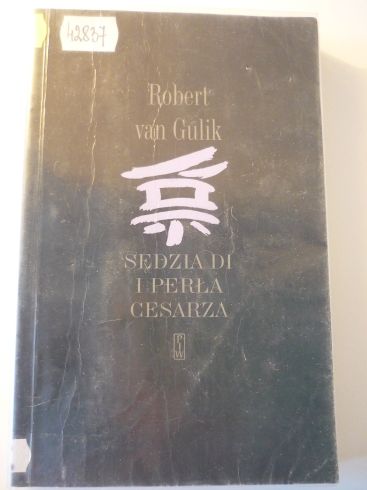 42837
Robert
van Gulik
SĘDZIA DI
I PERŁA
CESARZA